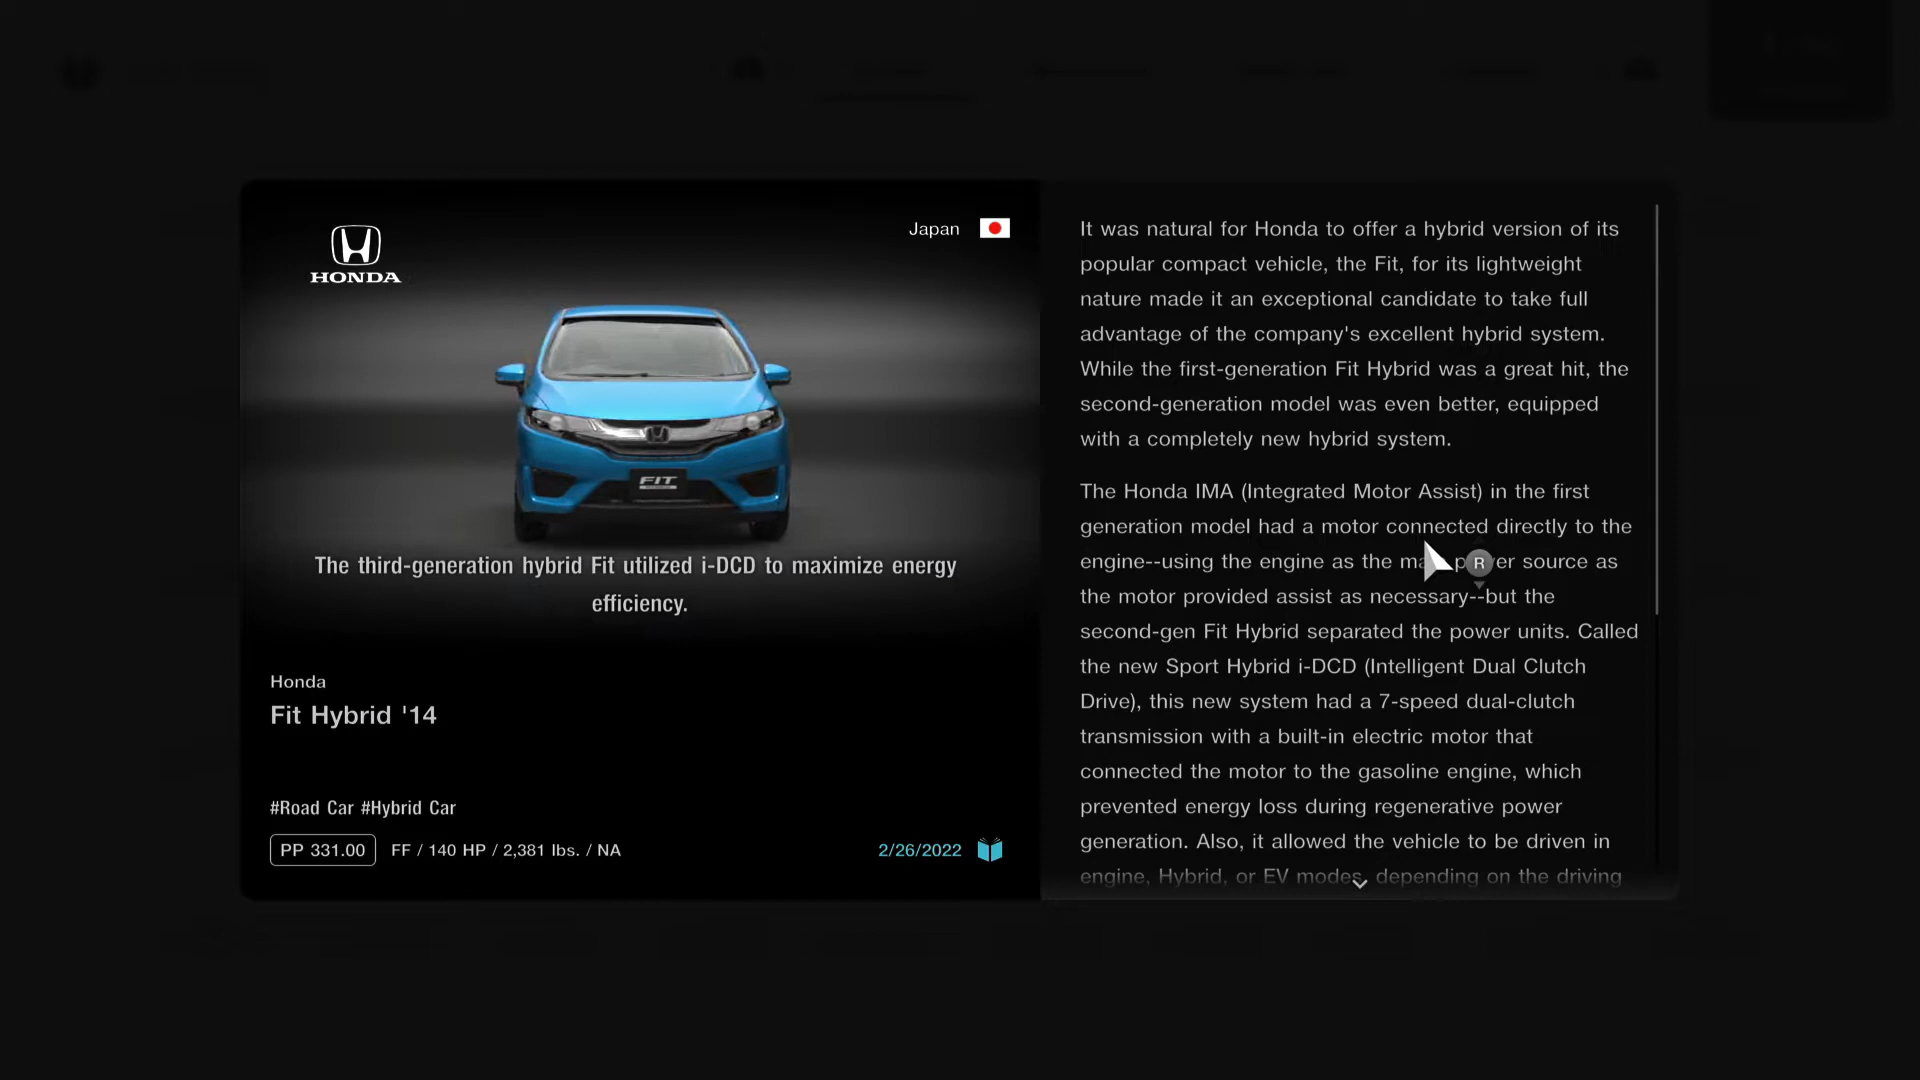 HONDA
Japan
FIT
The third-generation hybrid Fit utilized i-DCD to maximize energy
efficiency.
Honda
Fit Hybrid '14
#Road Car #Hybrid Car
PP 331.00 FF / 140 HP / 2,381 lbs. / NA
2/26/2022
It was natural for Honda to offer a hybrid version of its
popular compact vehicle, the Fit, for its lightweight
nature made it an exceptional candidate to take full
advantage of the company's excellent hybrid system.
While the first-generation Fit Hybrid was a great hit, the
second-generation model was even better, equipped
with a completely new hybrid system.
The Honda IMA (Integrated Motor Assist) in the first
generation model had a motor connected directly to the
engine--using the engine as the ma p er source as
R
the motor provided assist as necessary--but the
second-gen Fit Hybrid separated the power units. Called
the new Sport Hybrid i-DCD (Intelligent Dual Clutch
Drive), this new system had a 7-speed dual-clutch
transmission with a built-in electric motor that
connected the motor to the gasoline engine, which
prevented energy loss during regenerative power
generation. Also, it allowed the vehicle to be driven in
engine, Hybrid, or EV modes, depending on the driving